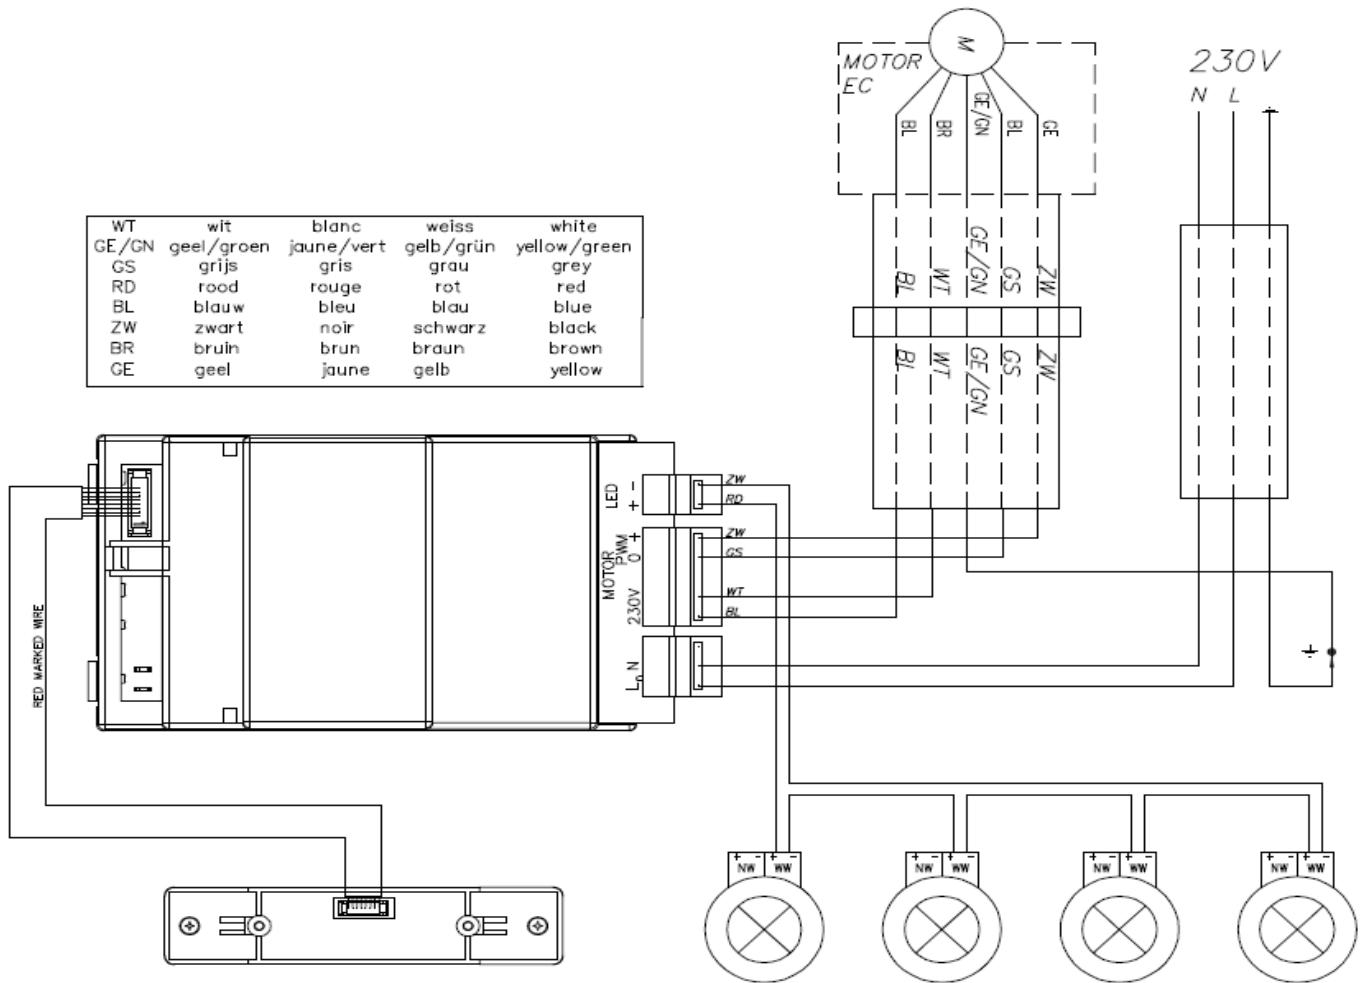 M
MOTOR
EC
BL BR GE/GN BL GE
230V
N L
WT wit blanc weiss white
GE/GN geel/groen jaune/vert gelb/grün yellow/green
GS grijs gris grau grey
RD rood rouge rot red
BL blauw bleu blau blue
ZW zwart noir schwarz black
BR bruin brun braun brown
GE geel jaune gelb yellow
BL WT GE/GN GS ZW
BL WT GE/GN GS ZW
LED
+ -
ZW
RD
MOTOR
PWM
0 +
230V
ZW
GS
WT
BL
L N
RED MARKED WIRE
+ - + -
NW WW
+ - + -
NW WW
+ - + -
NW WW
+ - + -
NW WW